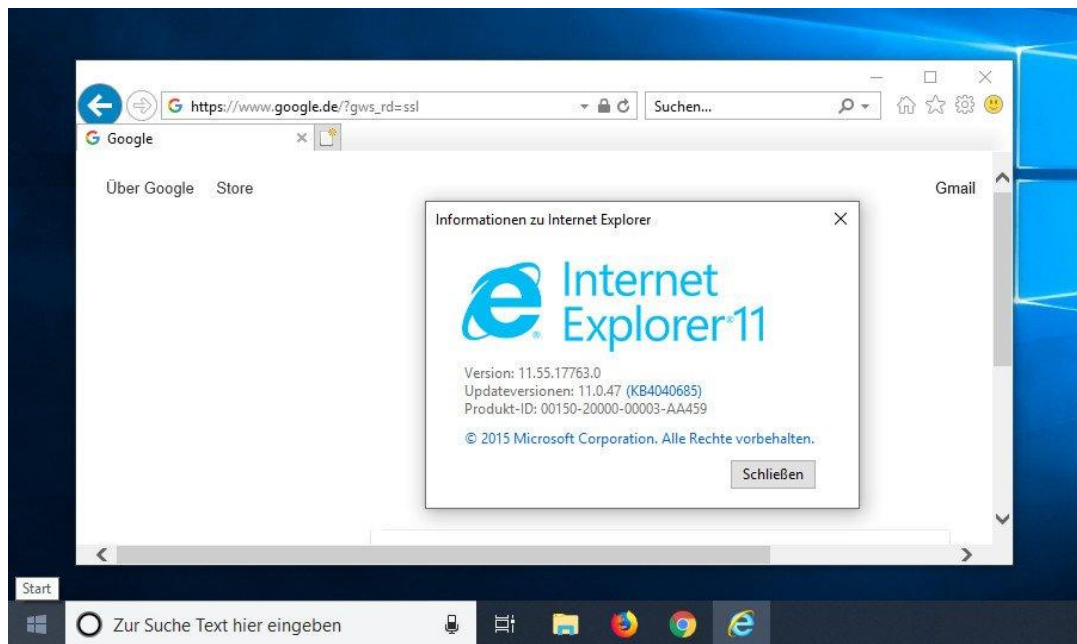 https://www.google.de/?gws_rd=ssl
Suchen...
Google
Über Google Store
Gmail
Informationen zu Internet Explorer
Internet
Explorer®11
Version: 11.55.17763.0
Updateversionen: 11.0.47 (KB4040685)
Produkt-ID: 00150-20000-00003-AA459
© 2015 Microsoft Corporation. Alle Rechte vorbehalten.
Schließen
Start
Zur Suche Text hier eingeben